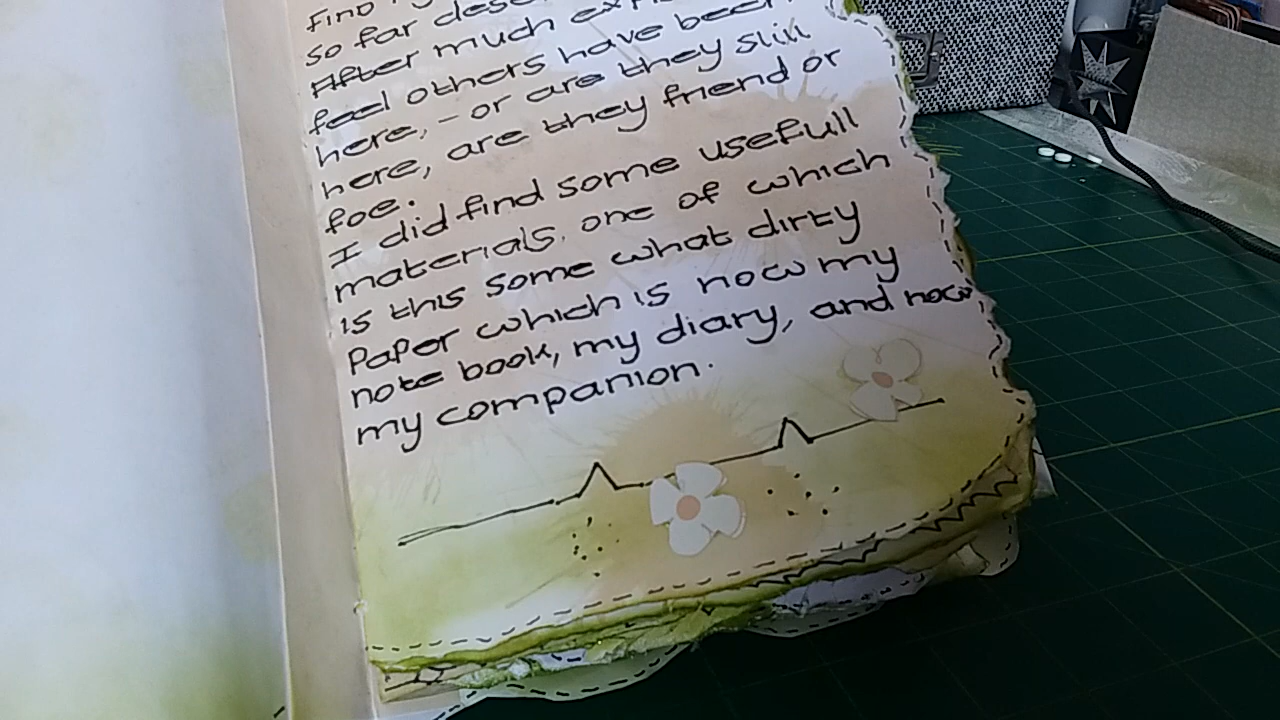 find
so far
After much
feel others have been
here, - or are they still
here, are they friend or
foe.
I did find some usefull
materials, one of which
is this some what dirty
Paper which is now my
note book, my diary, and now
my companion.